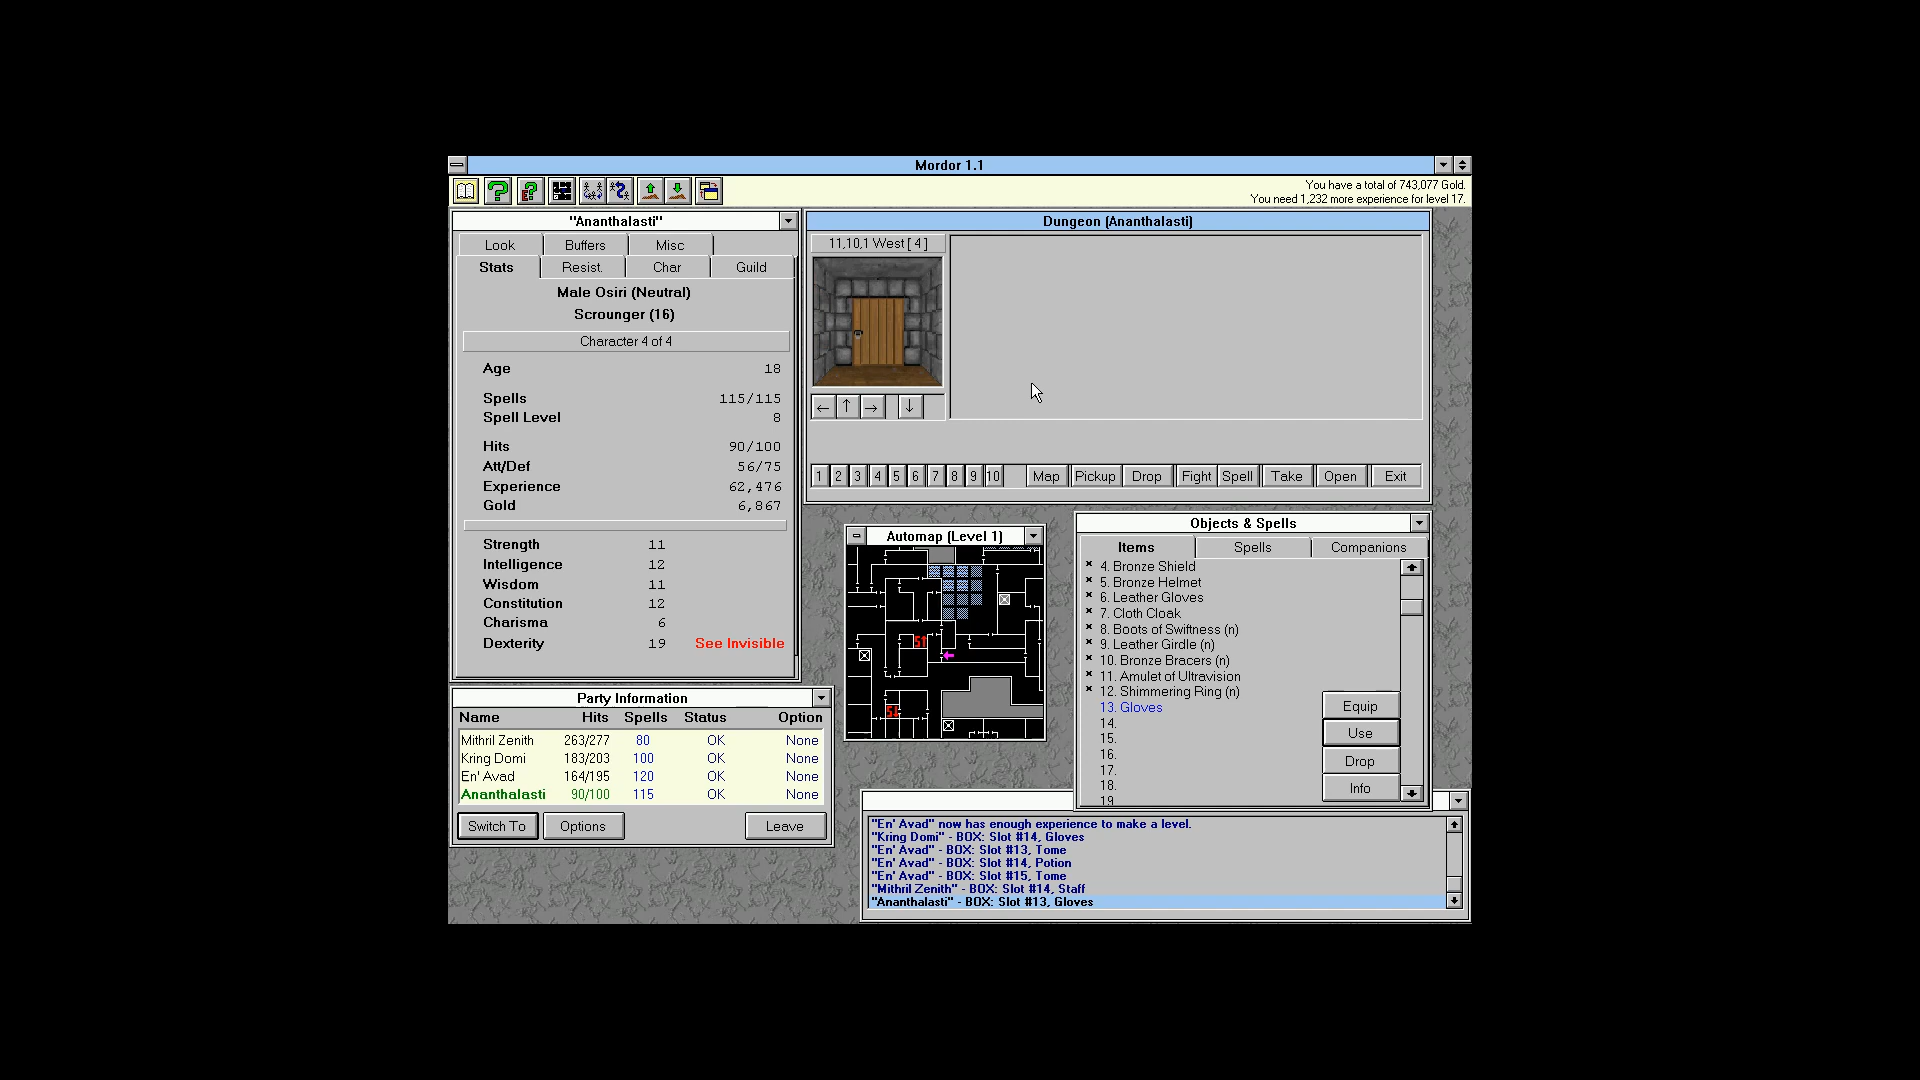 Mordor 1.1
You have a total of 743,077 Gold.
You need 1,232 more experience for level 17.
"Ananthalasti"
Look Buffers Misc
Stats Resist. Char Guild
Male Osiri (Neutral)
Scrounger (16)
Character 4 of 4
Age 18
Spells 115/115
Spell Level 8
Hits 90/100
Att/Def 56/75
Experience 62,476
Gold 6,867
Strength 11
Intelligence 12
Wisdom 11
Constitution 12
Charisma 6
Dexterity 19 See Invisible
Dungeon (Ananthalasti)
11,10,1 West [ 4 ]
1 2 3 4 5 6 7 8 9 10 Map Pickup Drop Fight Spell Take Open Exit
Party Information
Name Hits Spells Status Option
Mithril Zenith 263/277 80 OK None
Kring Domi 183/203 100 OK None
En' Avad 164/195 120 OK None
Ananthalasti 90/100 115 OK None
Switch To Options Leave
Automap (Level 1)
Objects & Spells
Items Spells Companions
× 4. Bronze Shield
× 5. Bronze Helmet
× 6. Leather Gloves
× 7. Cloth Cloak
× 8. Boots of Swiftness (n)
× 9. Leather Girdle (n)
× 10. Bronze Bracers (n)
× 11. Amulet of Ultravision
× 12. Shimmering Ring (n)
13. Gloves
14.
15.
16.
17.
18.
19
Equip
Use
Drop
Info
"En' Avad" now has enough experience to make a level.
"Kring Domi" - BOX: Slot #14, Gloves
"En' Avad" - BOX: Slot #13, Tome
"En' Avad" - BOX: Slot #14, Potion
"En' Avad" - BOX: Slot #15, Tome
"Mithril Zenith" - BOX: Slot #14, Staff
"Ananthalasti" - BOX: Slot #13, Gloves